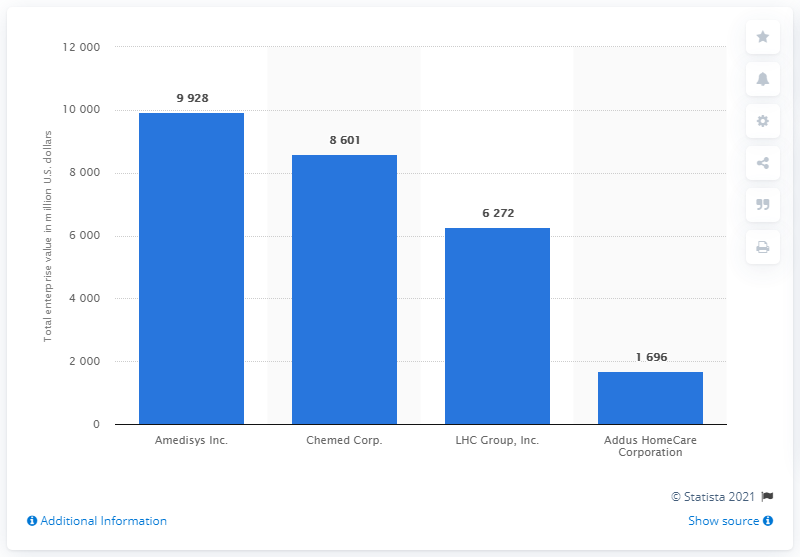 12 000
10 000
8 000
6 000
4 000
2 000
0
Total enterprise value in million U.S. dollars
9 928
8 601
6 272
1 696
Amedisys Inc.
Chemed Corp.
LHC Group, Inc.
Addus HomeCare
Corporation
© Statista 2021
Additional Information
Show source